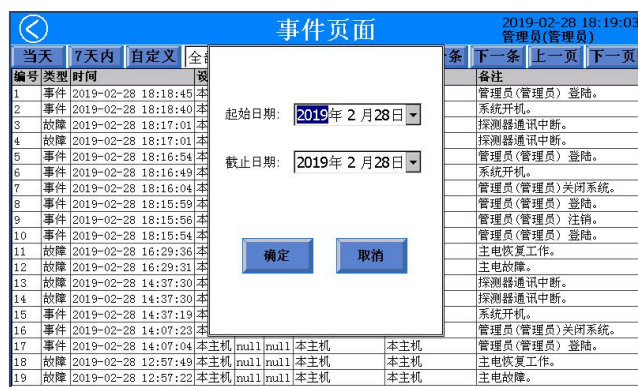 事件页面
2019-02-28 18:19:03
管理员(管理员)
当天 7天内 自定义 全 条 下一条 上一页 下一页
编号 类型 时间 备注
1 事件 2019-02-28 18:18:45 本 管理员(管理员) 登陆。
2 事件 2019-02-28 18:18:40 本 系统开机。
3 故障 2019-02-28 18:17:01 本 探测器通讯中断。
4 故障 2019-02-28 18:17:01 本 探测器通讯中断。
5 事件 2019-02-28 18:16:54 本 管理员(管理员) 登陆。
6 事件 2019-02-28 18:16:49 本 系统开机。
7 事件 2019-02-28 18:16:04 本 管理员(管理员)关闭系统。
8 事件 2019-02-28 18:15:59 本 管理员(管理员) 登陆。
9 事件 2019-02-28 18:15:56 本 管理员(管理员) 注销。
10 事件 2019-02-28 18:15:54 本 管理员(管理员) 登陆。
11 故障 2019-02-28 16:29:36 本 主电恢复工作。
12 故障 2019-02-28 16:29:31 本 主电故障。
13 故障 2019-02-28 14:37:30 本 探测器通讯中断。
14 故障 2019-02-28 14:37:30 本 探测器通讯中断。
15 事件 2019-02-28 14:37:19 本 系统开机。
16 事件 2019-02-28 14:07:23 本 管理员(管理员)关闭系统。
17 事件 2019-02-28 14:07:04 本主机 null null 本主机 本主机 管理员(管理员) 登陆。
18 故障 2019-02-28 12:57:49 本主机 null null 本主机 本主机 主电恢复工作。
19 故障 2019-02-28 12:57:22 本主机 null null 本主机 本主机 主电故障。
起始日期: 2019年 2 月28日
截止日期: 2019年 2 月28日
确定 取消